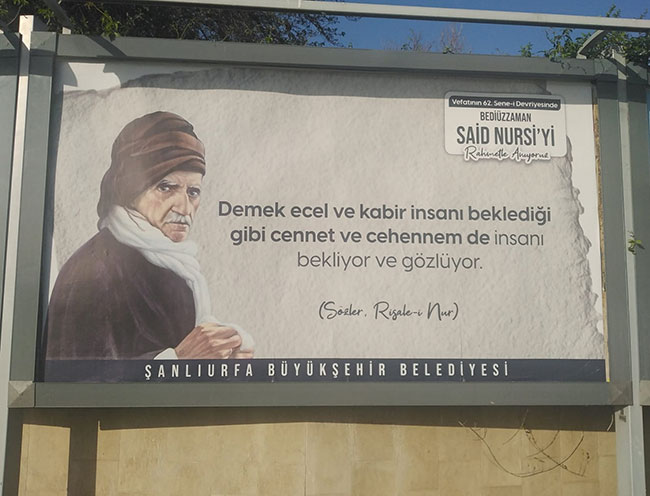 Vefatının 62. Sene-i Devriyesinde
BEDİÜZZAMAN
SAİD NURSİ'Yİ
Rahmetle Anıyoruz
Demek ecel ve kabir insanı beklediği
gibi cennet ve cehennem de insanı
bekliyor ve gözlüyor.
(Sözler, Risale-i Nur)
ŞANLIURFA BÜYÜKŞEHİR BELEDİYESİ